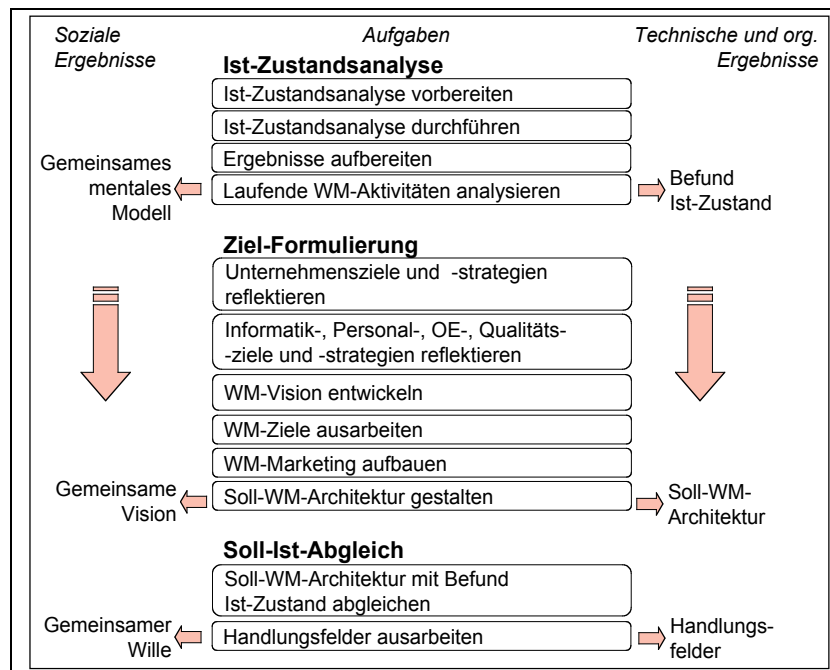 Soziale
Ergebnisse
Aufgaben
Technische und org.
Ergebnisse
Ist-Zustandsanalyse
Ist-Zustandsanalyse vorbereiten
Ist-Zustandsanalyse durchführen
Ergebnisse aufbereiten
Laufende WM-Aktivitäten analysieren
Gemeinsames
mentales
Modell
Befund
Ist-Zustand
Ziel-Formulierung
Unternehmensziele und -strategien
reflektieren
Informatik-, Personal-, OE-, Qualitäts-
-ziele und -strategien reflektieren
WM-Vision entwickeln
WM-Ziele ausarbeiten
WM-Marketing aufbauen
Soll-WM-Architektur gestalten
Gemeinsame
Vision
Soll-WM-
Architektur
Soll-Ist-Abgleich
Soll-WM-Architektur mit Befund
Ist-Zustand abgleichen
Handlungsfelder ausarbeiten
Gemeinsamer
Wille
Handlungs-
felder